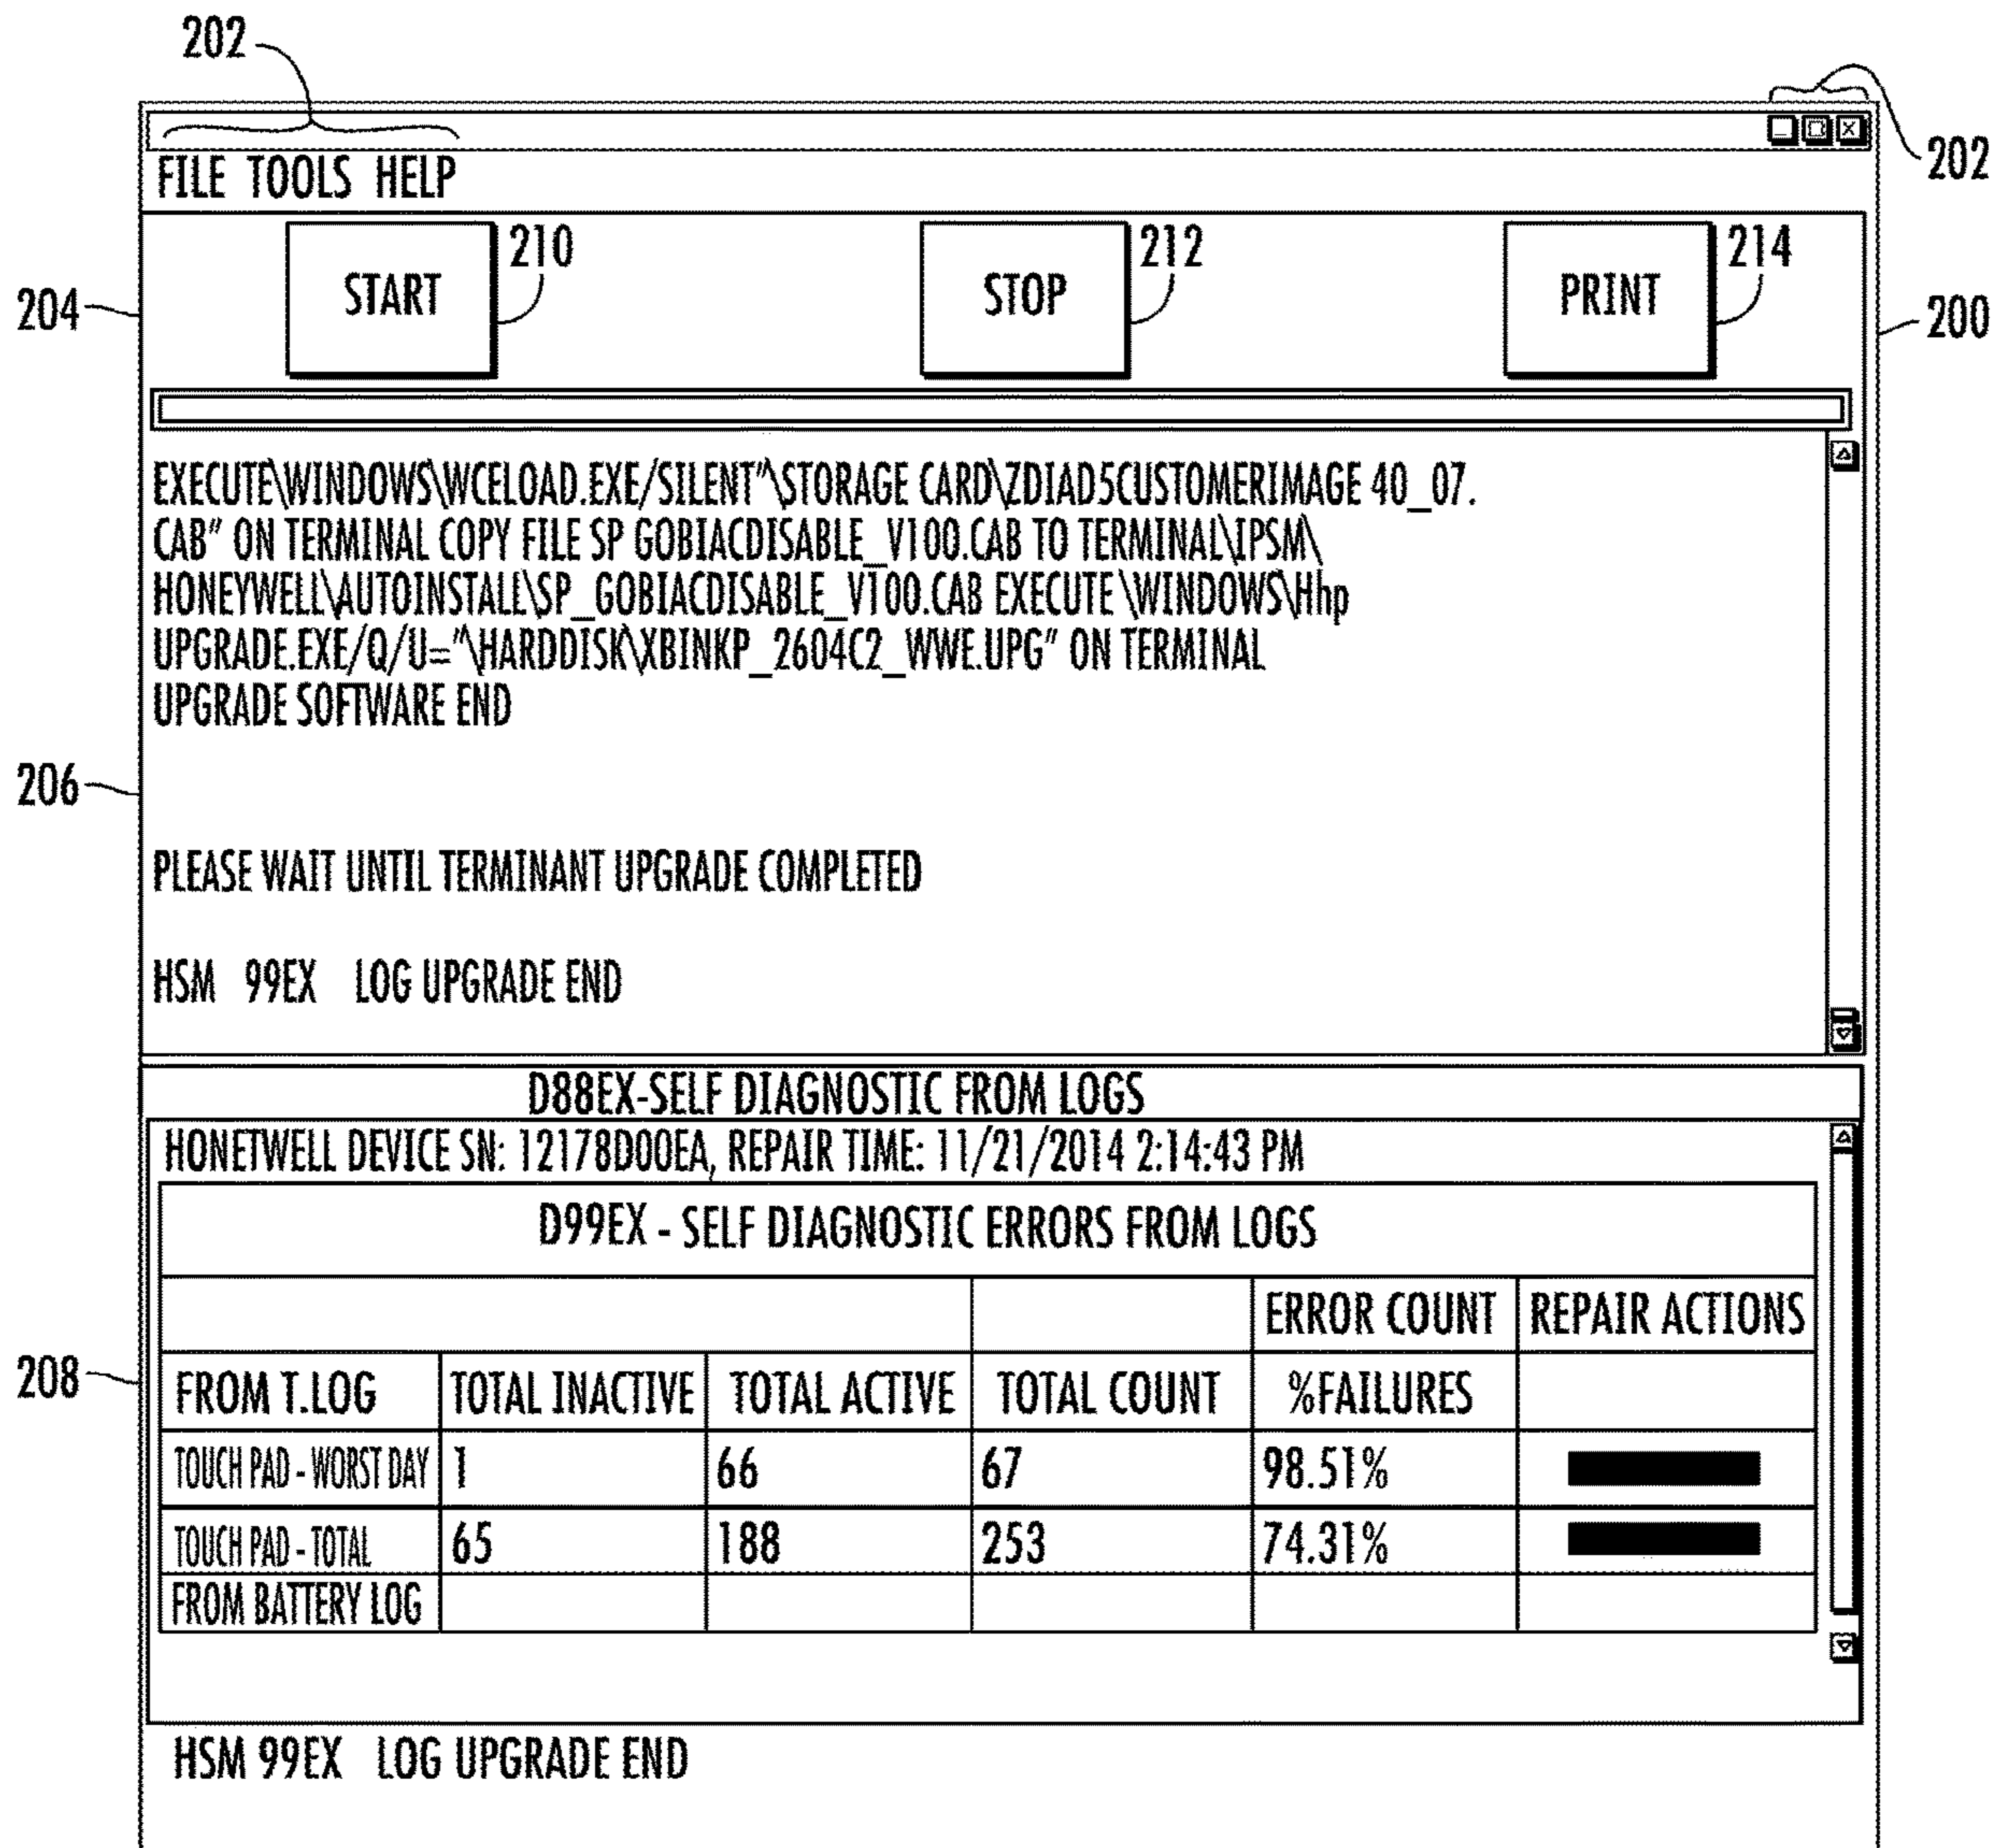 202
202
FILE TOOLS HELP
204
START
210
STOP
212
PRINT
214
200
EXECUTE\WINDOWS\WCELOAD.EXE/SILENT"\STORAGE CARD\ZDIAD5CUSTOMERIMAGE 40_07.
CAB" ON TERMINAL COPY FILE SP GOBIACDISABLE_V100.CAB TO TERMINAL\IPSM\
HONEYWELL\AUTOINSTALL\SP_GOBIACDISABLE_V100.CAB EXECUTE\WINDOWS\Hhp
UPGRADE.EXE/Q/U="\HARDDISK\XBINKP_2604C2_WWE.UPG" ON TERMINAL
UPGRADE SOFTWARE END
206
PLEASE WAIT UNTIL TERMINANT UPGRADE COMPLETED
HSM 99EX LOG UPGRADE END
D88EX-SELF DIAGNOSTIC FROM LOGS
HONETWELL DEVICE SN: 12178D00EA, REPAIR TIME: 11/21/2014 2:14:43 PM
D99EX - SELF DIAGNOSTIC ERRORS FROM LOGS
ERROR COUNT REPAIR ACTIONS
208
FROM T.LOG TOTAL INACTIVE TOTAL ACTIVE TOTAL COUNT %FAILURES
TOUCH PAD - WORST DAY 1 66 67 98.51%
TOUCH PAD - TOTAL 65 188 253 74.31%
FROM BATTERY LOG
HSM 99EX LOG UPGRADE END